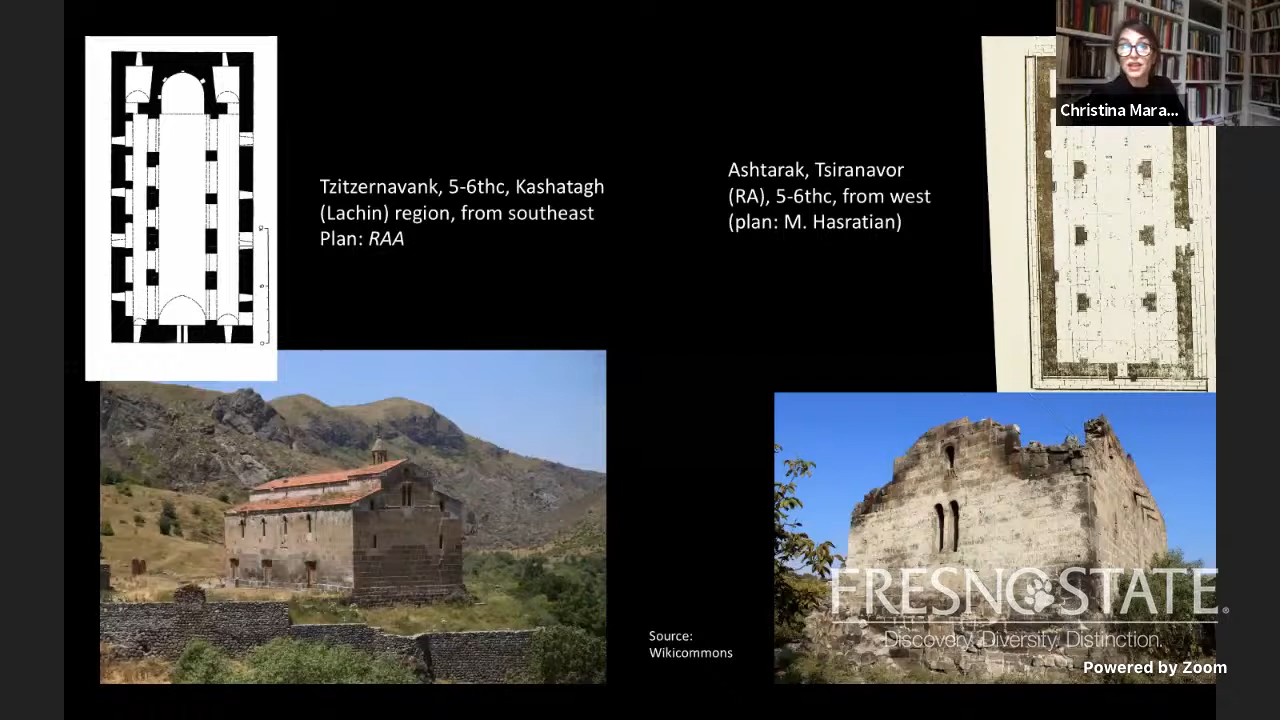 Christina Mara...
Tzitzernavank, 5-6thc, Kashatagh
(Lachin) region, from southeast
Plan: RAA
Ashtarak, Tsiranavor
(RA), 5-6thc, from west
(plan: M. Hasratian)
Source:
Wikicommons
FRESNO STATE
Discovery. Diversity. Distinction.
Powered by Zoom